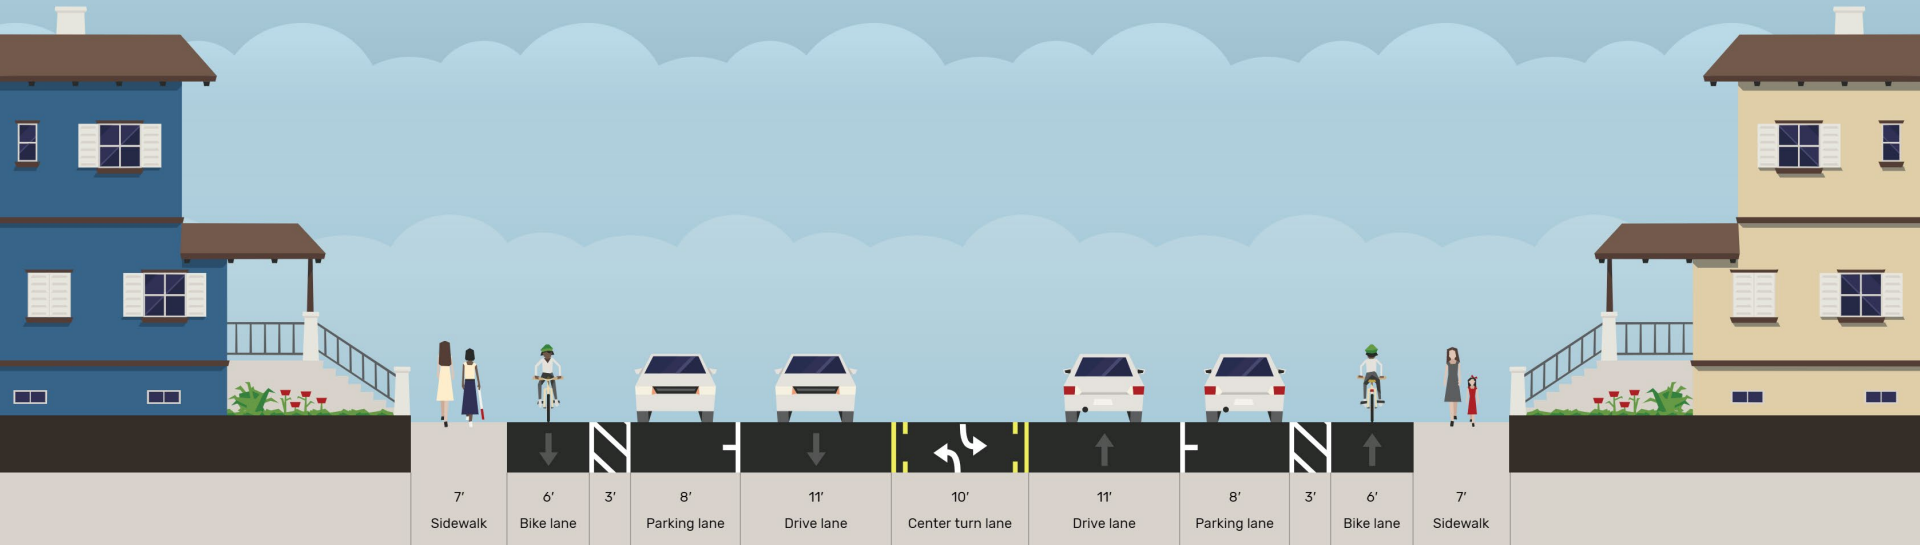 7′
Sidewalk
6′
Bike lane
3′
8′
Parking lane
11′
Drive lane
10′
Center turn lane
11′
Drive lane
8′
Parking lane
3′
6′
Bike lane
7′
Sidewalk